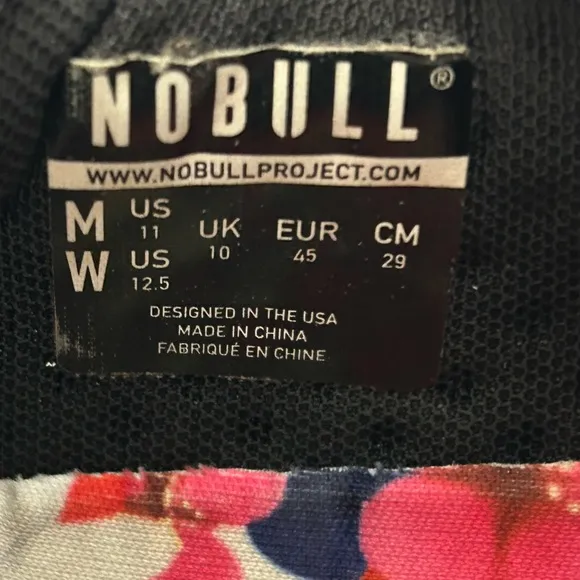 NOBULL®
WWW.NOBULLPROJECT.COM
M US 11 UK 10 EUR 45 CM 29
W US 12.5
DESIGNED IN THE USA
MADE IN CHINA
FABRIQUÉ EN CHINE